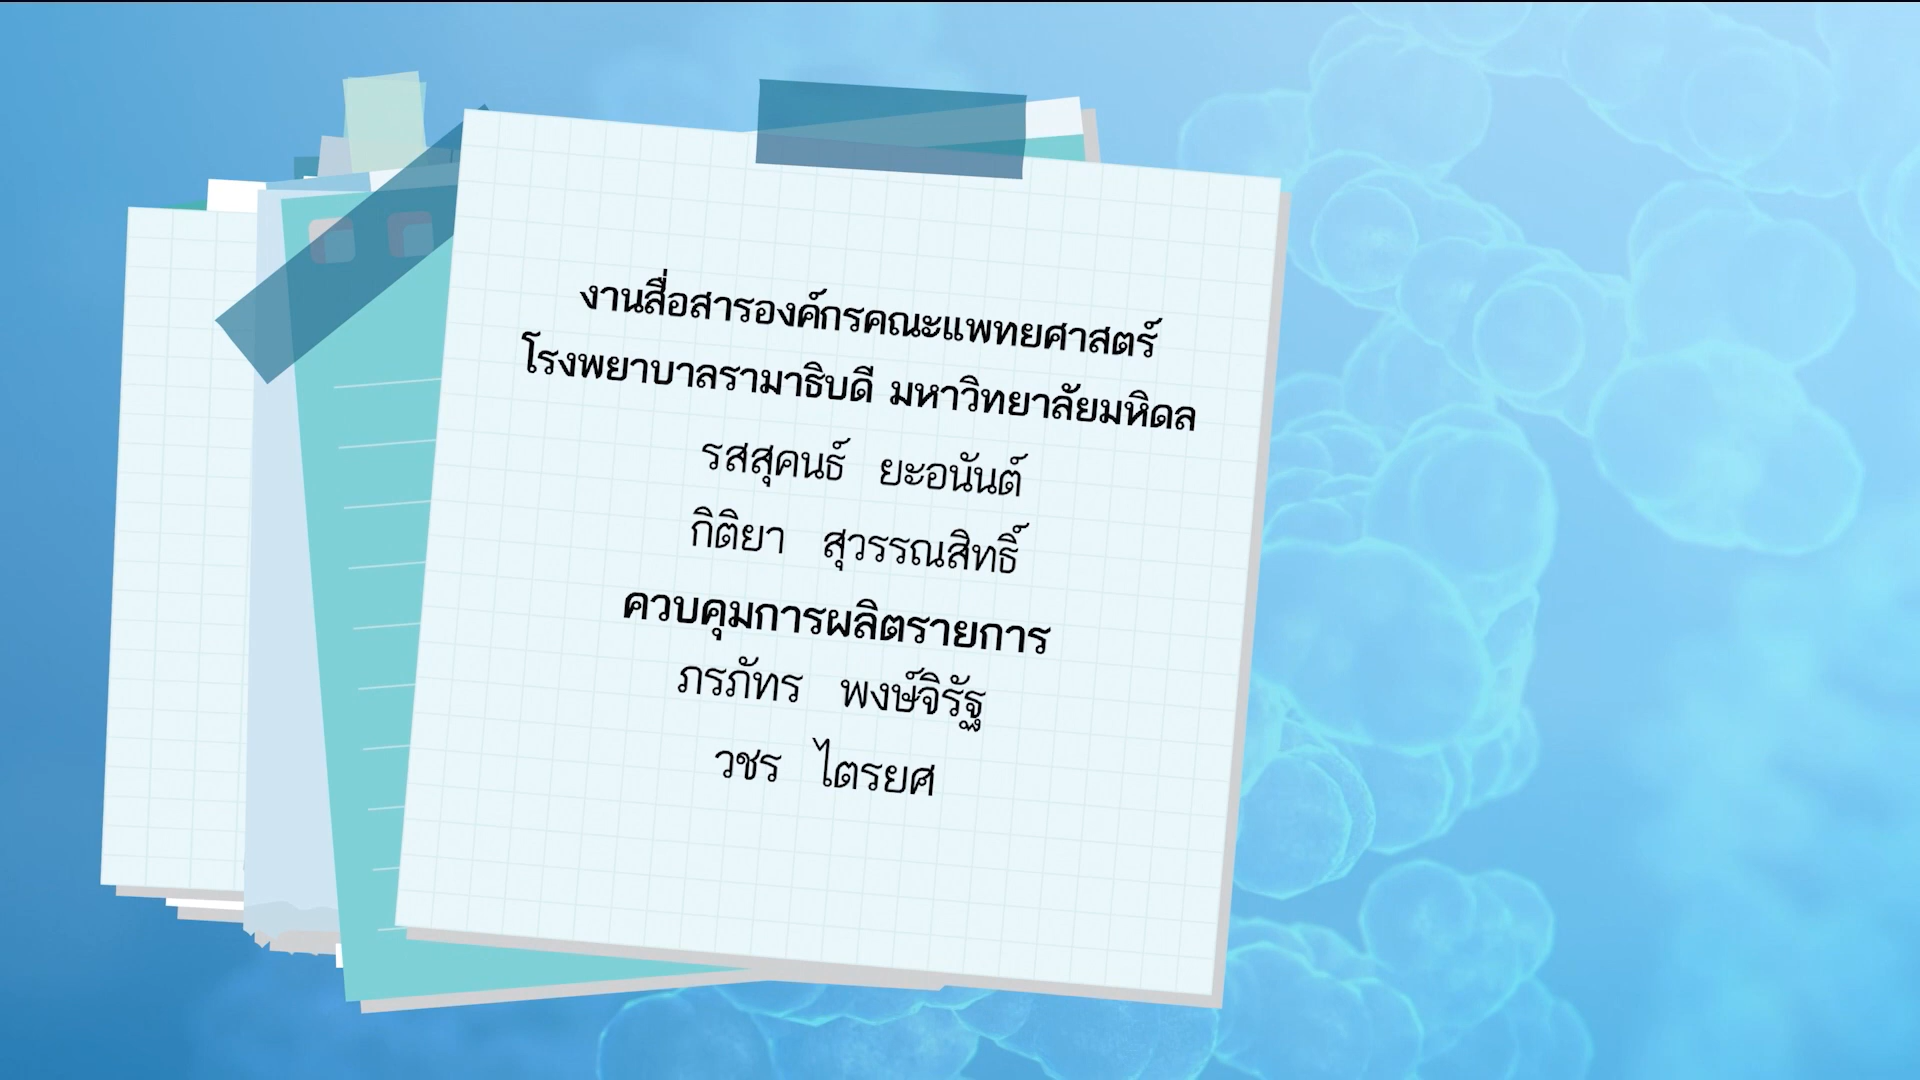 งานสื่อสารองค์กรคณะแพทยศาสตร์
โรงพยาบาลรามาธิบดี มหาวิทยาลัยมหิดล
รสสุคนธ์ ยะอนันต์
กิติยา สุวรรณสิทธิ์
ควบคุมการผลิตรายการ
ภรภัทร พงษ์จิรัฐ
วชร ไตรยศ